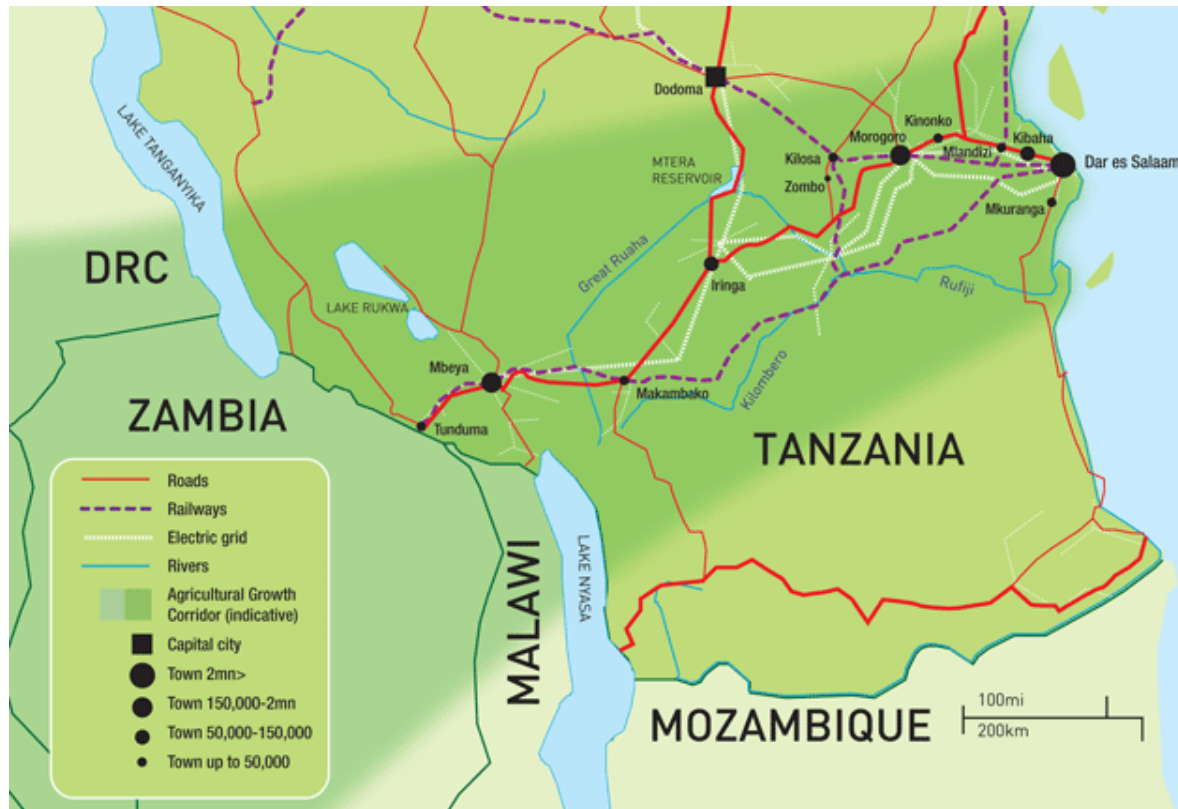 Dodoma
LAKE TANGANYIKA
Kinonko
Morogoro
Kibaha
Mlandizi
Dar es Salaam
Kilosa
MTERA
RESERVOIR
Zombo
Mkuranga
DRC
Great Ruaha
Iringa
Rufiji
LAKE RUKWA
Mbeya
Makambako
Kilombero
ZAMBIA
Tunduma
TANZANIA
Roads
Railways
Electric grid
Rivers
Agricultural Growth
Corridor (indicative)
Capital city
Town 2mn>
Town 150,000-2mn
Town 50,000-150,000
Town up to 50,000
MALAWI
LAKE NYASA
MOZAMBIQUE
100mi
200km